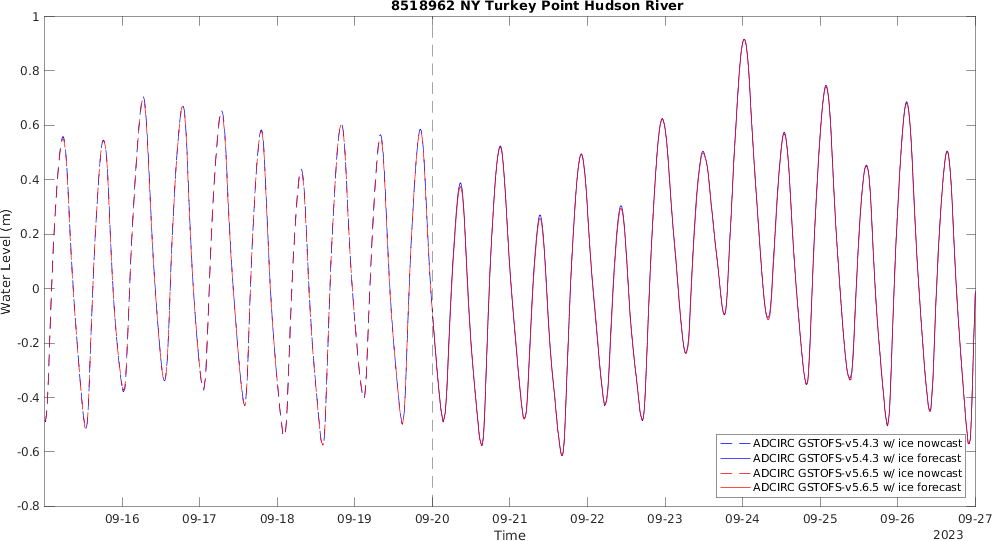 8518962 NY Turkey Point Hudson River
Water Level (m)
1
0.8
0.6
0.4
0.2
0
-0.2
-0.4
-0.6
-0.8
ADCIRC GSTOFS-v5.4.3 w/ ice nowcast
ADCIRC GSTOFS-v5.4.3 w/ ice forecast
ADCIRC GSTOFS-v5.6.5 w/ ice nowcast
ADCIRC GSTOFS-v5.6.5 w/ ice forecast
09-16 09-17 09-18 09-19 09-20 09-21 09-22 09-23 09-24 09-25 09-26 09-27
Time
2023